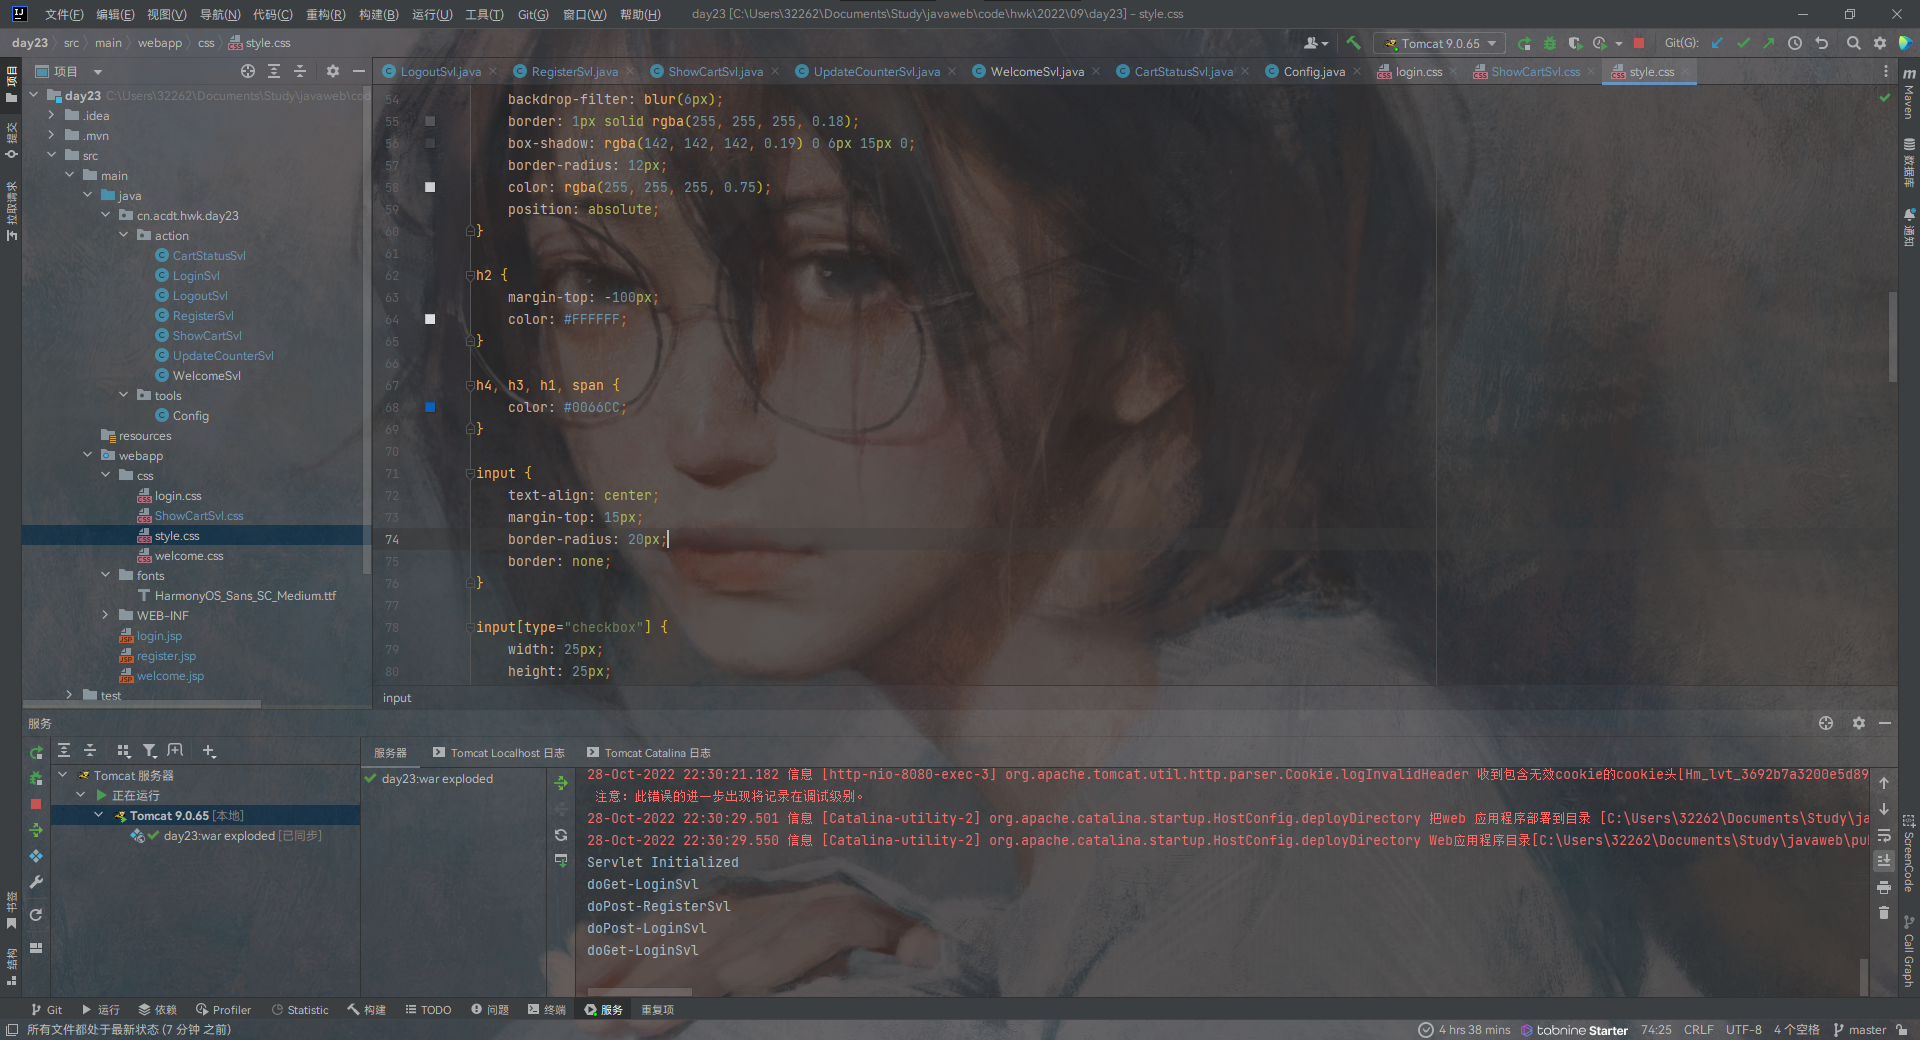 文件(F) 编辑(E) 视图(V) 导航(N) 代码(C) 重构(R) 构建(B) 运行(U) 工具(T) Git(G) 窗口(W) 帮助(H) day23 [C:\Users\32262\Documents\Study\javaweb\code\hwk\2022\09\day23] - style.css
day23 src main webapp css style.css
Tomcat 9.0.65 Git(G):
项目
LogoutSvl.java RegisterSvl.java ShowCartSvl.java UpdateCounterSvl.java WelcomeSvl.java CartStatusSvl.java Config.java login.css ShowCartSvl.css style.css
项目
提交
拉取请求
day23 C:\Users\32262\Documents\Study\javaweb\cod
.idea
.mvn
src
main
java
cn.acdt.hwk.day23
action
CartStatusSvl
LoginSvl
LogoutSvl
RegisterSvl
ShowCartSvl
UpdateCounterSvl
WelcomeSvl
tools
Config
resources
webapp
css
login.css
ShowCartSvl.css
style.css
welcome.css
fonts
HarmonyOS_Sans_SC_Medium.ttf
WEB-INF
login.jsp
register.jsp
welcome.jsp
test
54 backdrop-filter: blur(6px);
55 border: 1px solid rgba(255, 255, 255, 0.18);
56 box-shadow: rgba(142, 142, 142, 0.19) 0 6px 15px 0;
57 border-radius: 12px;
58 color: rgba(255, 255, 255, 0.75);
59 position: absolute;
60 }
61
62 h2 {
63 margin-top: -100px;
64 color: #FFFFFF;
65 }
66
67 h4, h3, h1, span {
68 color: #0066CC;
69 }
70
71 input {
72 text-align: center;
73 margin-top: 15px;
74 border-radius: 20px;
75 border: none;
76 }
77
78 input[type="checkbox"] {
79 width: 25px;
80 height: 25px;
input
Maven
数据库
通知
服务
Tomcat 服务器
正在运行
Tomcat 9.0.65 [本地]
day23:war exploded [已同步]
服务器 Tomcat Localhost 日志 Tomcat Catalina 日志
day23:war exploded
28-Oct-2022 22:30:21.182 信息 [http-nio-8080-exec-3] org.apache.tomcat.util.http.parser.Cookie.logInvalidHeader 收到包含无效cookie的cookie头[Hm_lvt_3692b7a3200e5d89
注意: 此错误的进一步出现将记录在调试级别。
28-Oct-2022 22:30:29.501 信息 [Catalina-utility-2] org.apache.catalina.startup.HostConfig.deployDirectory 把web 应用程序部署到目录 [C:\Users\32262\Documents\Study\ja
28-Oct-2022 22:30:29.550 信息 [Catalina-utility-2] org.apache.catalina.startup.HostConfig.deployDirectory Web应用程序目录[C:\Users\32262\Documents\Study\javaweb\pu
Servlet Initialized
doGet-LoginSvl
doPost-RegisterSvl
doPost-LoginSvl
doGet-LoginSvl
书签
结构
ScreenCode
Call Graph
Git 运行 依赖 Profiler Statistic 构建 TODO 问题 终端 服务 重复项
所有文件都处于最新状态 (7 分钟 之前) 4 hrs 38 mins tabnine Starter 74:25 CRLF UTF-8 4 个空格 master